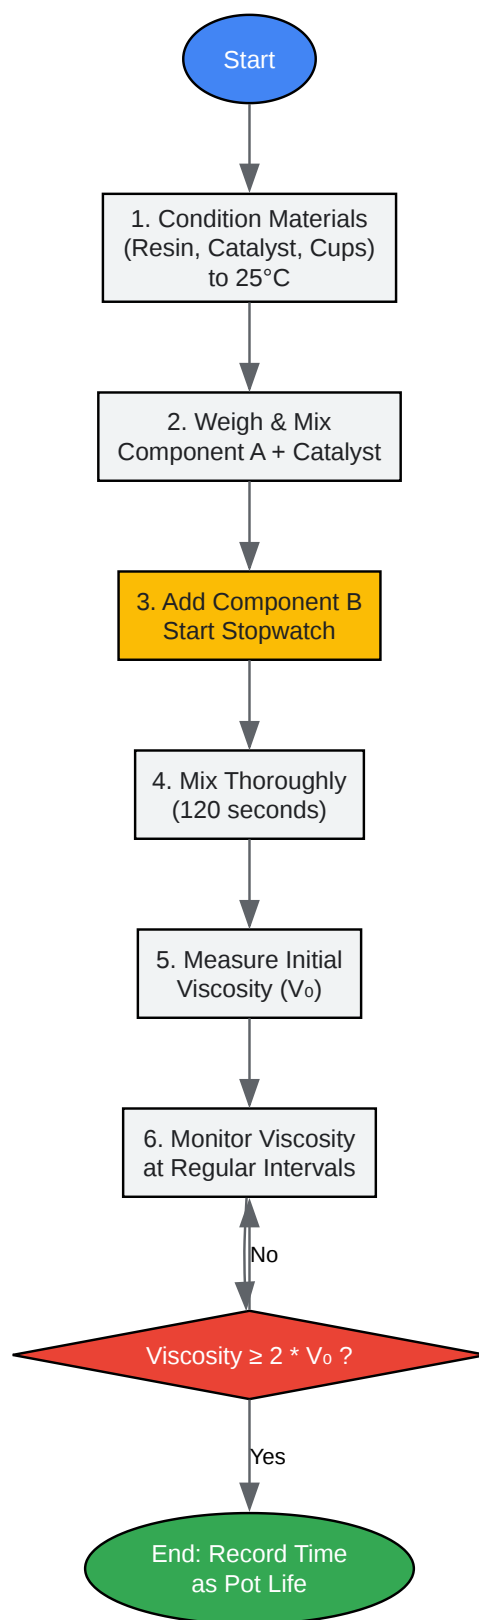 Start
1. Condition Materials
(Resin, Catalyst, Cups)
to 25°C
2. Weigh & Mix
Component A + Catalyst
3. Add Component B
Start Stopwatch
4. Mix Thoroughly
(120 seconds)
5. Measure Initial
Viscosity (V₀)
6. Monitor Viscosity
at Regular Intervals
No
Viscosity ≥ 2 * V₀ ?
Yes
End: Record Time
as Pot Life